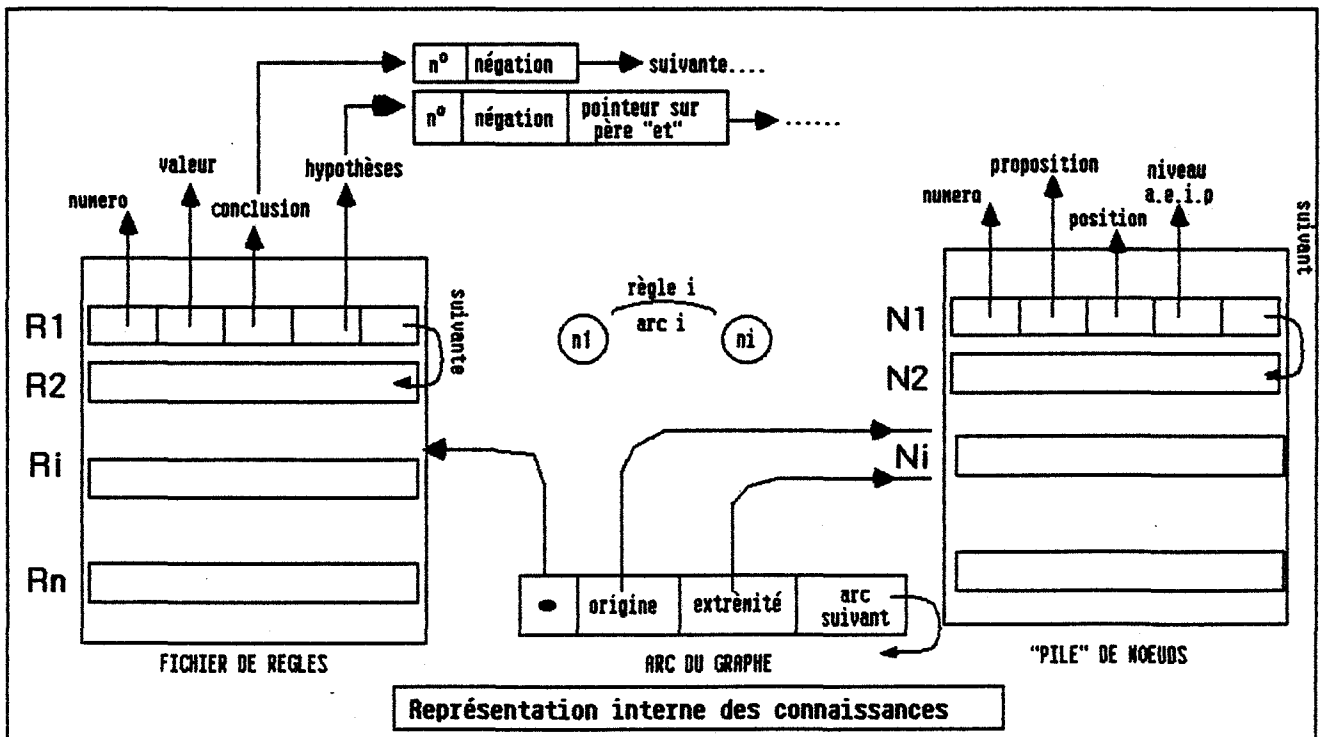 n° négation suivante....
n° négation pointeur sur père "et" ......
valeur
hypothèses
numero
conclusion
proposition
niveau
a.e.i.p
numero
position
suivant
suivante
R1
R2
Ri
Rn
règle i
arc i
n1
ni
N1
N2
Ni
origine extrèmité arc suivant
FICHIER DE REGLES
ARC DU GRAPHE
"PILE" DE NOEUDS
Représentation interne des connaissances